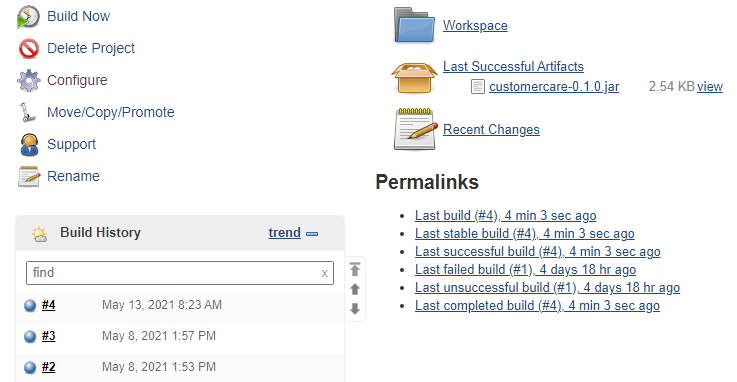 Build Now
Delete Project
Configure
Move/Copy/Promote
Support
Rename
Build History trend
find x
#4 May 13, 2021 8:23 AM
#3 May 8, 2021 1:57 PM
#2 May 8, 2021 1:53 PM
Workspace
Last Successful Artifacts
customercare-0.1.0.jar 2.54 KB view
Recent Changes
Permalinks
Last build (#4), 4 min 3 sec ago
Last stable build (#4), 4 min 3 sec ago
Last successful build (#4), 4 min 3 sec ago
Last failed build (#1), 4 days 18 hr ago
Last unsuccessful build (#1), 4 days 18 hr ago
Last completed build (#4), 4 min 3 sec ago